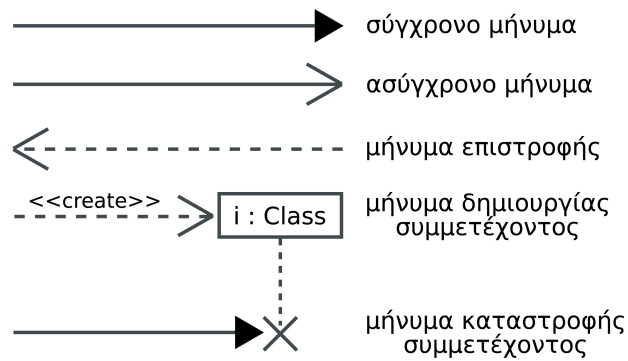 σύγχρονο μήνυμα
ασύγχρονο μήνυμα
μήνυμα επιστροφής
<<create>>
i : Class
μήνυμα δημιουργίας
συμμετέχοντος
μήνυμα καταστροφής
συμμετέχοντος